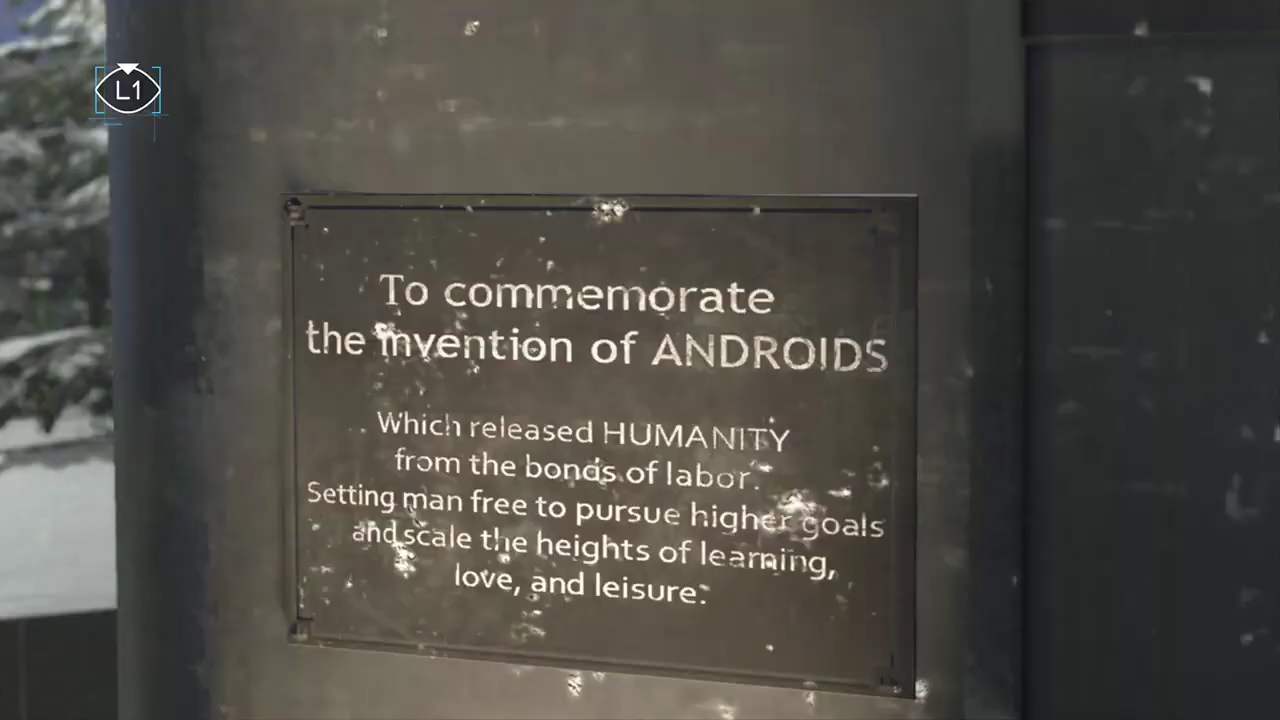 L1
To commemorate
the invention of ANDROIDS
Which released HUMANITY
from the bonds of labor.
Setting man free to pursue higher goals
and scale the heights of learning,
love, and leisure.